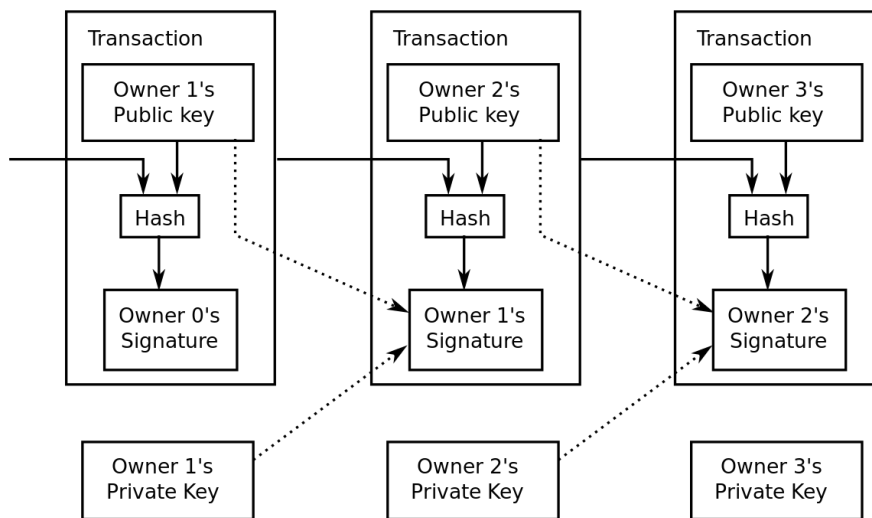 Transaction
Owner 1's
Public key
Hash
Owner 0's
Signature
Transaction
Owner 2's
Public key
Hash
Owner 1's
Signature
Transaction
Owner 3's
Public key
Hash
Owner 2's
Signature
Owner 1's
Private Key
Owner 2's
Private Key
Owner 3's
Private Key